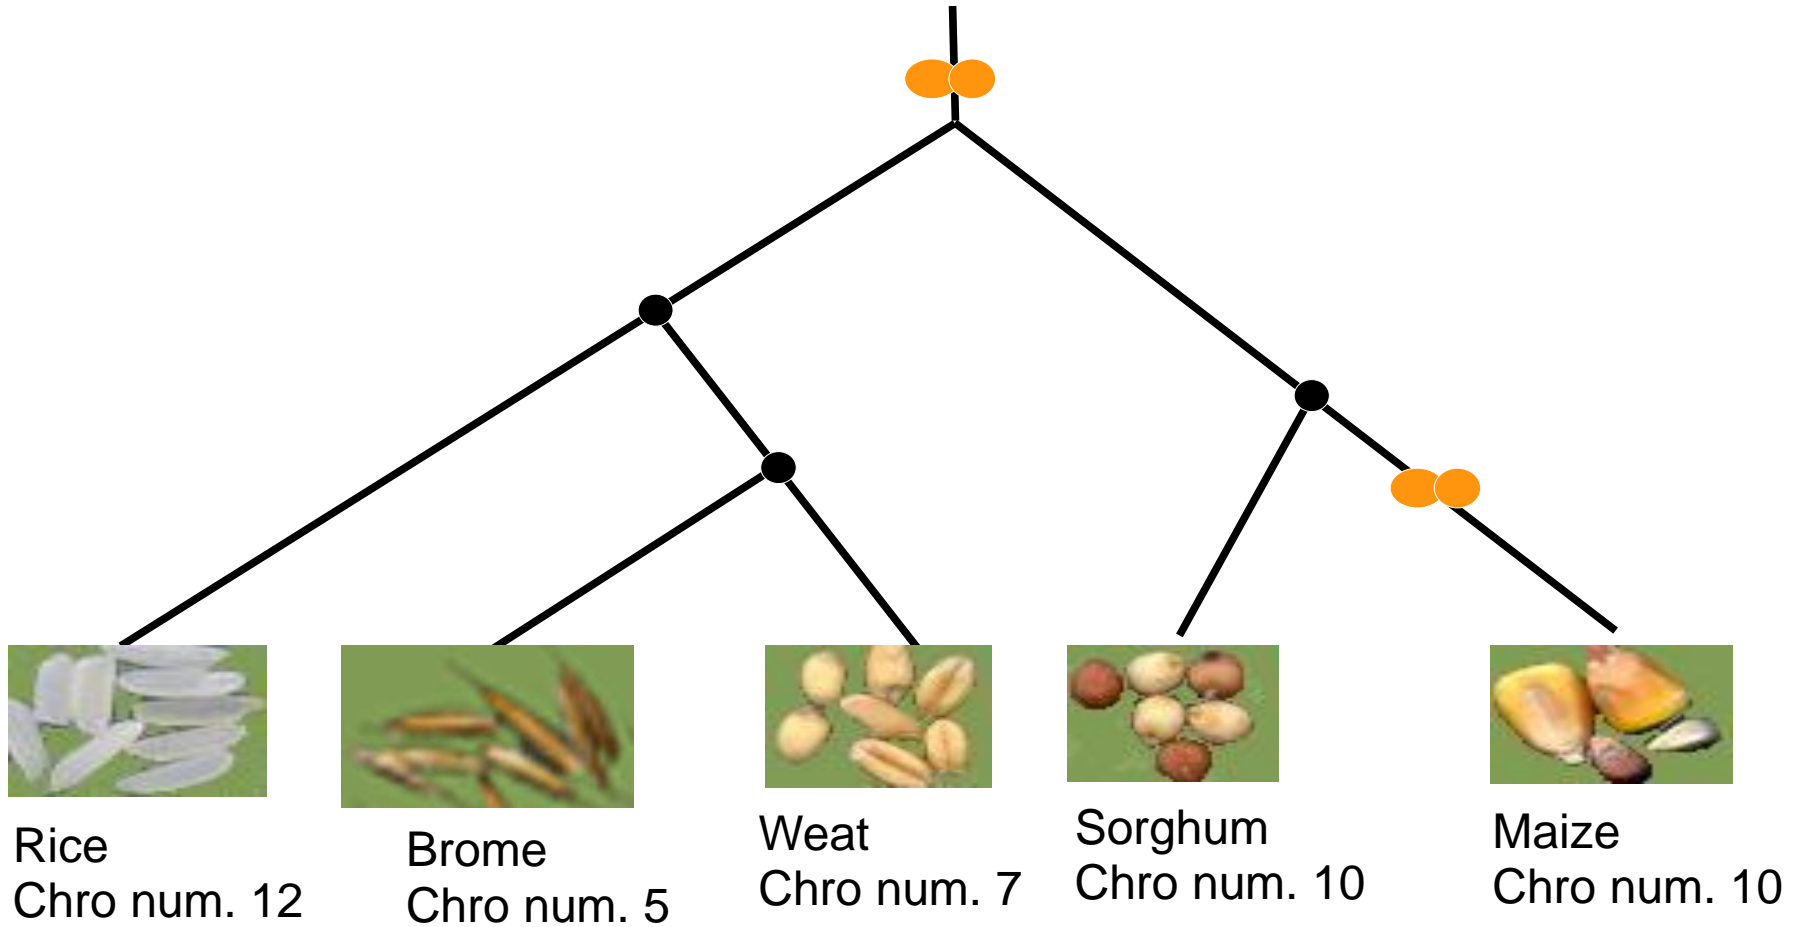 Rice
Chro num. 12
Brome
Chro num. 5
Weat
Chro num. 7
Sorghum
Chro num. 10
Maize
Chro num. 10